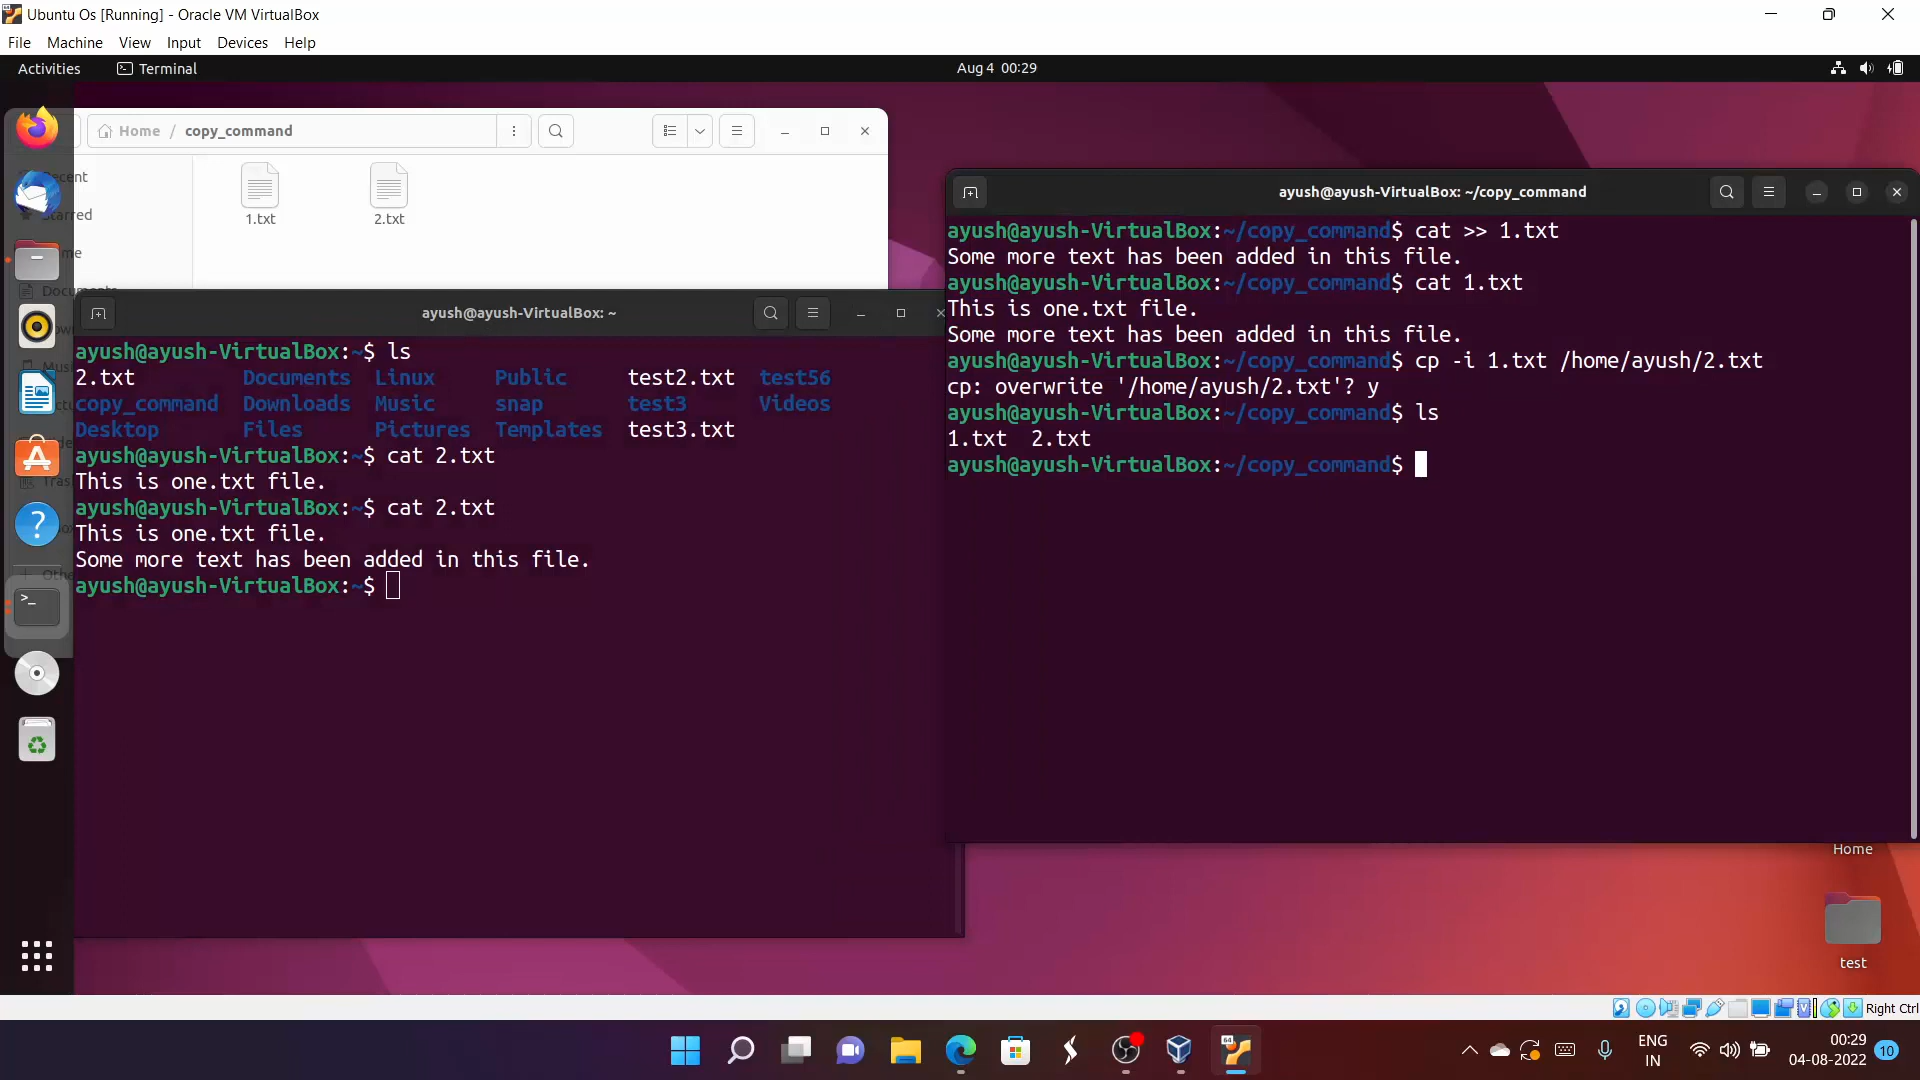 Ubuntu Os [Running] - Oracle VM VirtualBox
File Machine View Input Devices Help
Activities Terminal Aug 4 00:29
Home / copy_command
1.txt 2.txt
ayush@ayush-VirtualBox: ~
ayush@ayush-VirtualBox:~$ ls
2.txt Documents Linux Public test2.txt test56
copy_command Downloads Music snap test3 Videos
Desktop Files Pictures Templates test3.txt
ayush@ayush-VirtualBox:~$ cat 2.txt
This is one.txt file.
ayush@ayush-VirtualBox:~$ cat 2.txt
This is one.txt file.
Some more text has been added in this file.
ayush@ayush-VirtualBox:~$
ayush@ayush-VirtualBox: ~/copy_command
ayush@ayush-VirtualBox:~/copy_command$ cat >> 1.txt
Some more text has been added in this file.
ayush@ayush-VirtualBox:~/copy_command$ cat 1.txt
This is one.txt file.
Some more text has been added in this file.
ayush@ayush-VirtualBox:~/copy_command$ cp -i 1.txt /home/ayush/2.txt
cp: overwrite '/home/ayush/2.txt'? y
ayush@ayush-VirtualBox:~/copy_command$ ls
1.txt 2.txt
ayush@ayush-VirtualBox:~/copy_command$
Home
test
Right Ctrl
ENG
IN
00:29
04-08-2022
10